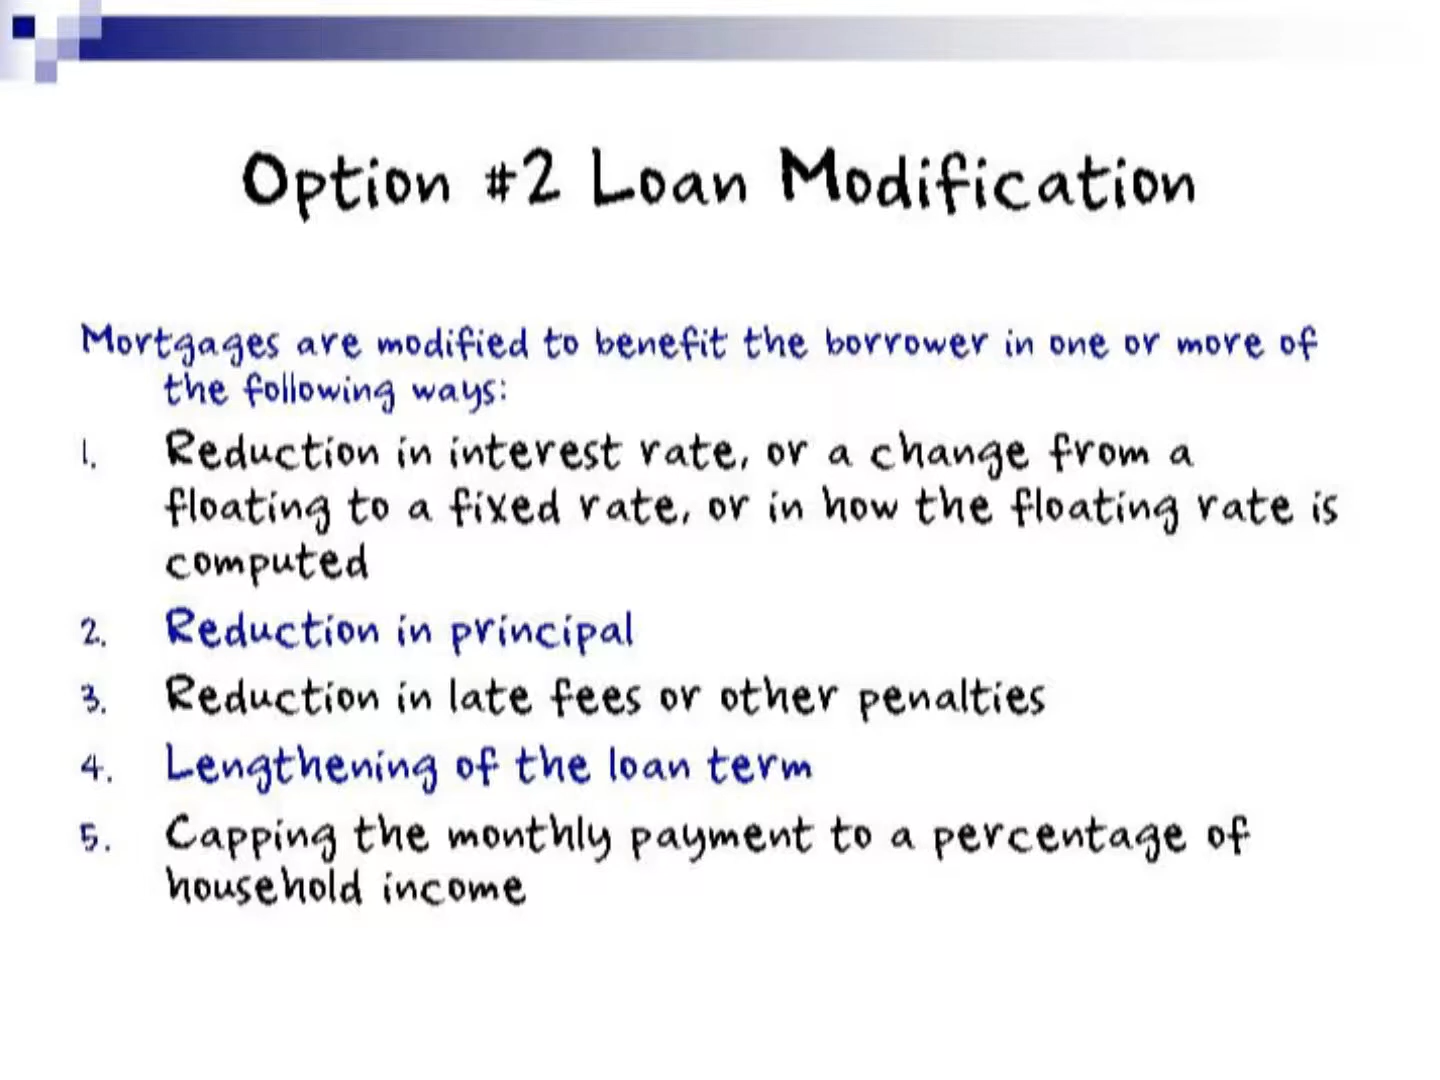 Option #2 Loan Modification
Mortgages are modified to benefit the borrower in one or more of
the following ways:
1. Reduction in interest rate, or a change from a
floating to a fixed rate, or in how the floating rate is
computed
2. Reduction in principal
3. Reduction in late fees or other penalties
4. Lengthening of the loan term
5. Capping the monthly payment to a percentage of
household income